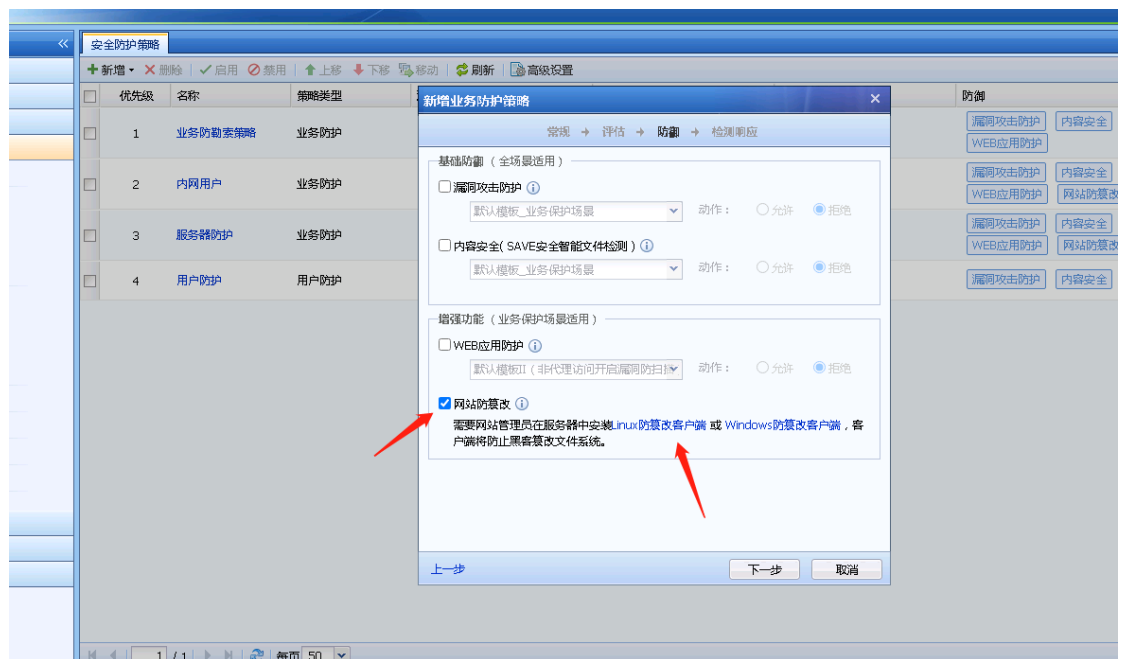 安全防护策略
新增 删除 启用 禁用 上移 下移 移动 刷新 高级设置
优先级 名称 策略类型 防御
1 业务防勒索策略 业务防护 漏洞攻击防护 内容安全
WEB应用防护
2 内网用户 业务防护 漏洞攻击防护 内容安全
WEB应用防护 网站防篡改
3 服务器防护 业务防护 漏洞攻击防护 内容安全
WEB应用防护 网站防篡改
4 用户防护 用户防护 漏洞攻击防护 内容安全
新增业务防护策略
常规 → 评估 → 防御 → 检测响应
基础防御（全场景适用）
漏洞攻击防护
默认模板_业务保护场景 动作： 允许 拒绝
内容安全( SAVE安全智能文件检测 )
默认模板_业务保护场景 动作： 允许 拒绝
增强功能（业务保护场景适用）
WEB应用防护
默认模板II（非代理访问开启漏洞防扫 动作： 允许 拒绝
网站防篡改
需要网站管理员在服务器中安装Linux防篡改客户端 或 Windows防篡改客户端，客
户端将防止黑客篡改文件系统。
上一步 下一步 取消
1 / 1 每页 50